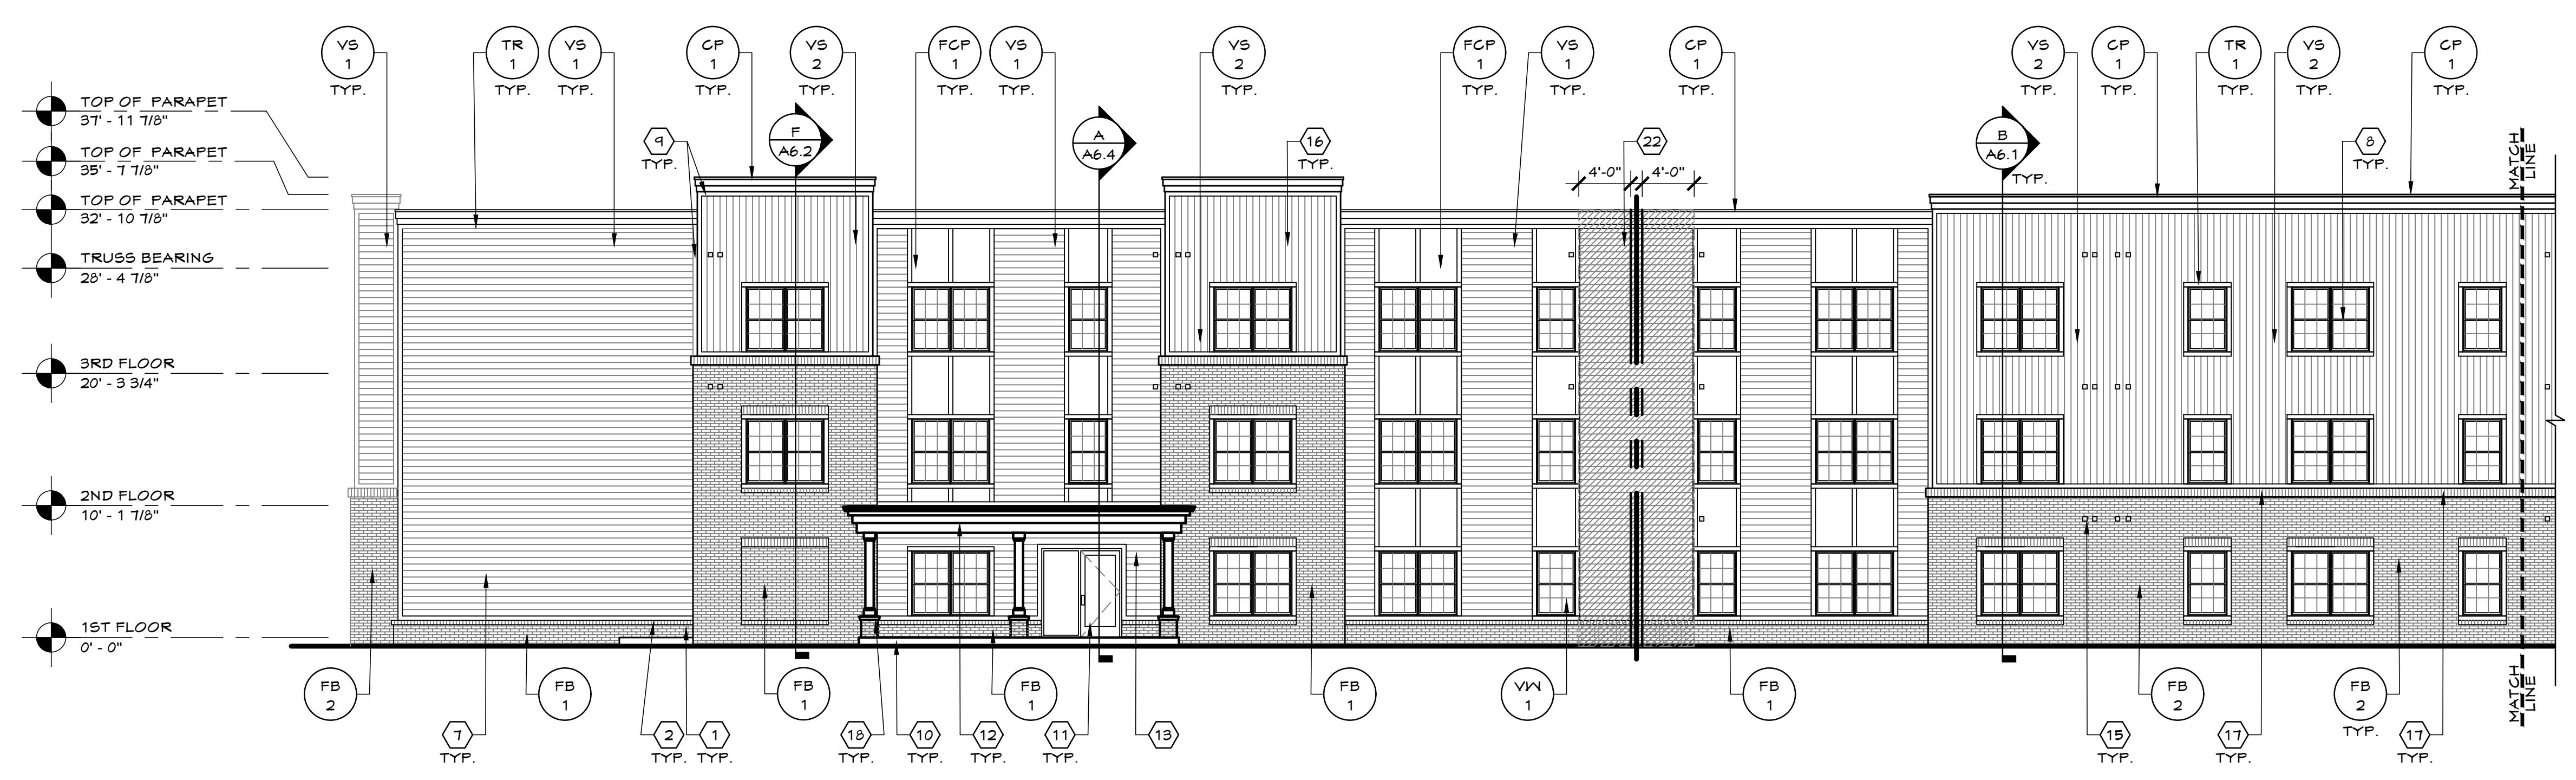 VS
1
TYP.
TR
1
VS
1
TYP.
CP
1
TYP.
VS
2
TYP.
FCP
1
VS
1
TYP.
VS
2
TYP.
FCP
1
TYP.
VS
1
TYP.
CP
1
TYP.
VS
2
TYP.
CP
1
TYP.
TR
1
TYP.
VS
2
TYP.
CP
1
TYP.
TOP OF PARAPET
37' - 11 7/8"
TOP OF PARAPET
35' - 7 7/8"
TOP OF PARAPET
32' - 10 7/8"
TRUSS BEARING
28' - 4 7/8"
3RD FLOOR
20' - 3 3/4"
2ND FLOOR
10' - 1 7/8"
1ST FLOOR
0' - 0"
9
TYP.
F
A6.2
A
A6.4
16
TYP.
22
4'-0"
4'-0"
B
A6.1
TYP.
8
TYP.
MATCH
LINE
FB
2
FB
1
FB
1
FB
1
FB
1
VW
1
FB
1
FB
2
FB
2
TYP.
MATCH
LINE
7
TYP.
2
TYP.
1
TYP.
18
TYP.
10
TYP.
12
TYP.
11
TYP.
13
15
TYP.
17
TYP.
17
TYP.